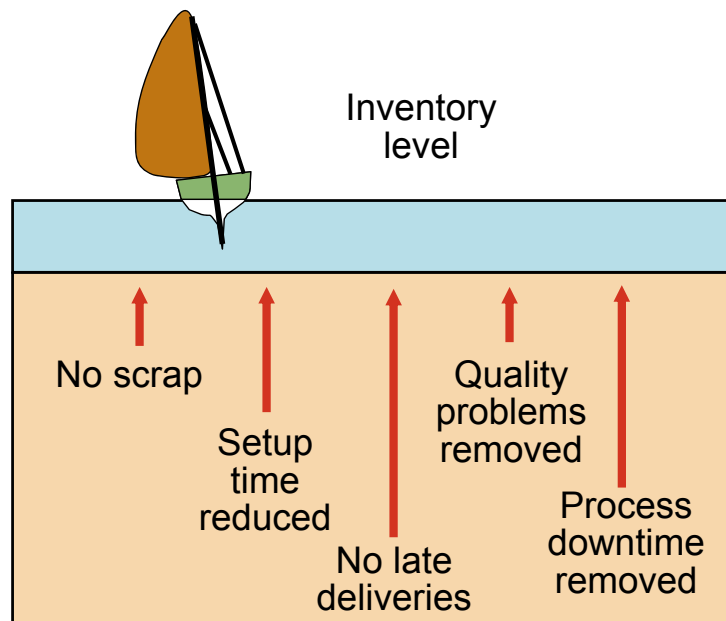 Inventory
level
No scrap
Setup
time
reduced
No late
deliveries
Quality
problems
removed
Process
downtime
removed